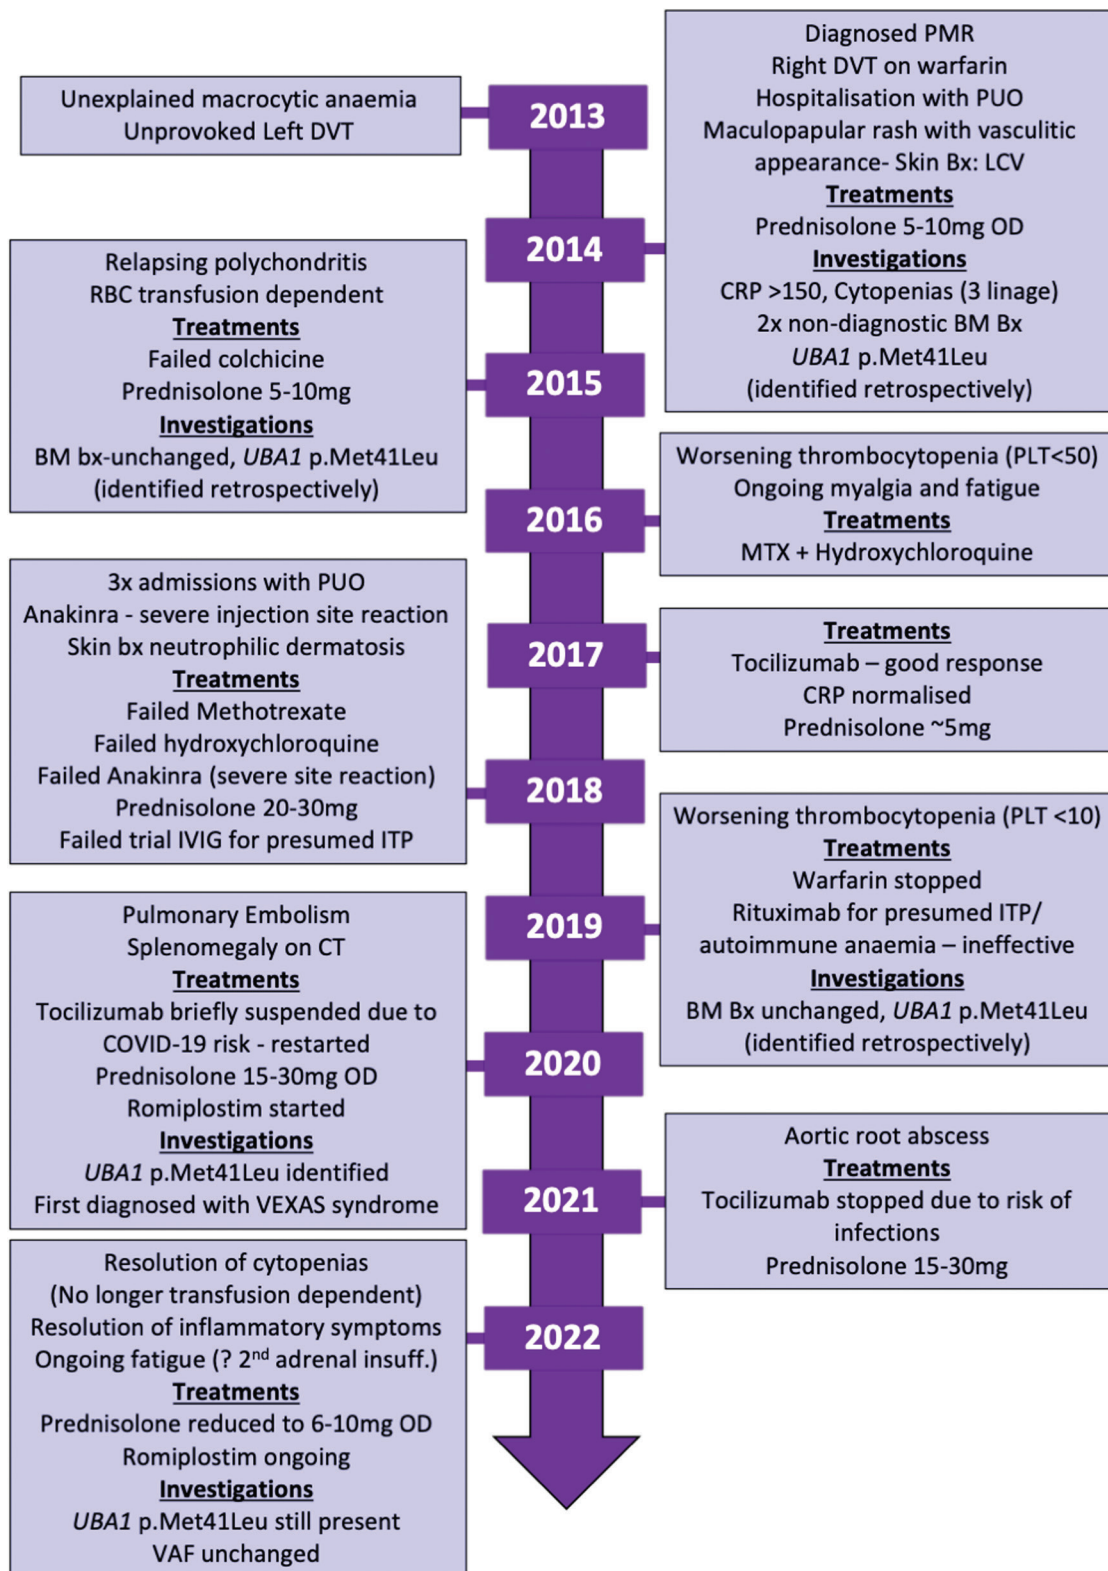 2013
Unexplained macrocytic anaemia
Unprovoked Left DVT
2014
Diagnosed PMR
Right DVT on warfarin
Hospitalisation with PUO
Maculopapular rash with vasculitic
appearance- Skin Bx: LCV
Treatments
Prednisolone 5-10mg OD
Investigations
CRP >150, Cytopenias (3 linage)
2x non-diagnostic BM Bx
UBA1 p.Met41Leu
(identified retrospectively)
2015
Relapsing polychondritis
RBC transfusion dependent
Treatments
Failed colchicine
Prednisolone 5-10mg
Investigations
BM bx-unchanged, UBA1 p.Met41Leu
(identified retrospectively)
2016
Worsening thrombocytopenia (PLT<50)
Ongoing myalgia and fatigue
Treatments
MTX + Hydroxychloroquine
2017
Treatments
Tocilizumab – good response
CRP normalised
Prednisolone ~5mg
2018
3x admissions with PUO
Anakinra - severe injection site reaction
Skin bx neutrophilic dermatosis
Treatments
Failed Methotrexate
Failed hydroxychloroquine
Failed Anakinra (severe site reaction)
Prednisolone 20-30mg
Failed trial IVIG for presumed ITP
2019
Worsening thrombocytopenia (PLT <10)
Treatments
Warfarin stopped
Rituximab for presumed ITP/
autoimmune anaemia – ineffective
Investigations
BM Bx unchanged, UBA1 p.Met41Leu
(identified retrospectively)
2020
Pulmonary Embolism
Splenomegaly on CT
Treatments
Tocilizumab briefly suspended due to
COVID-19 risk - restarted
Prednisolone 15-30mg OD
Romiplostim started
Investigations
UBA1 p.Met41Leu identified
First diagnosed with VEXAS syndrome
2021
Aortic root abscess
Treatments
Tocilizumab stopped due to risk of
infections
Prednisolone 15-30mg
2022
Resolution of cytopenias
(No longer transfusion dependent)
Resolution of inflammatory symptoms
Ongoing fatigue (? 2nd adrenal insuff.)
Treatments
Prednisolone reduced to 6-10mg OD
Romiplostim ongoing
Investigations
UBA1 p.Met41Leu still present
VAF unchanged